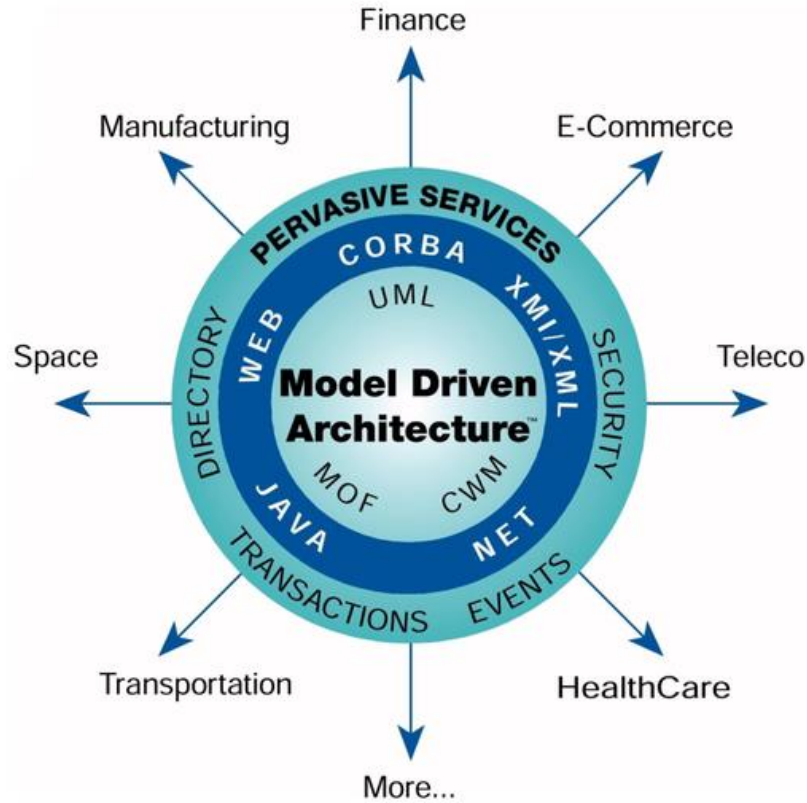 Finance
Manufacturing
E-Commerce
PERVASIVE SERVICES
CORBA
UML
XMI/XML
WEB
DIRECTORY
SECURITY
Space
Teleco
Model Driven
Architecture™
MOF
CWM
JAVA
NET
TRANSACTIONS
EVENTS
Transportation
HealthCare
More...